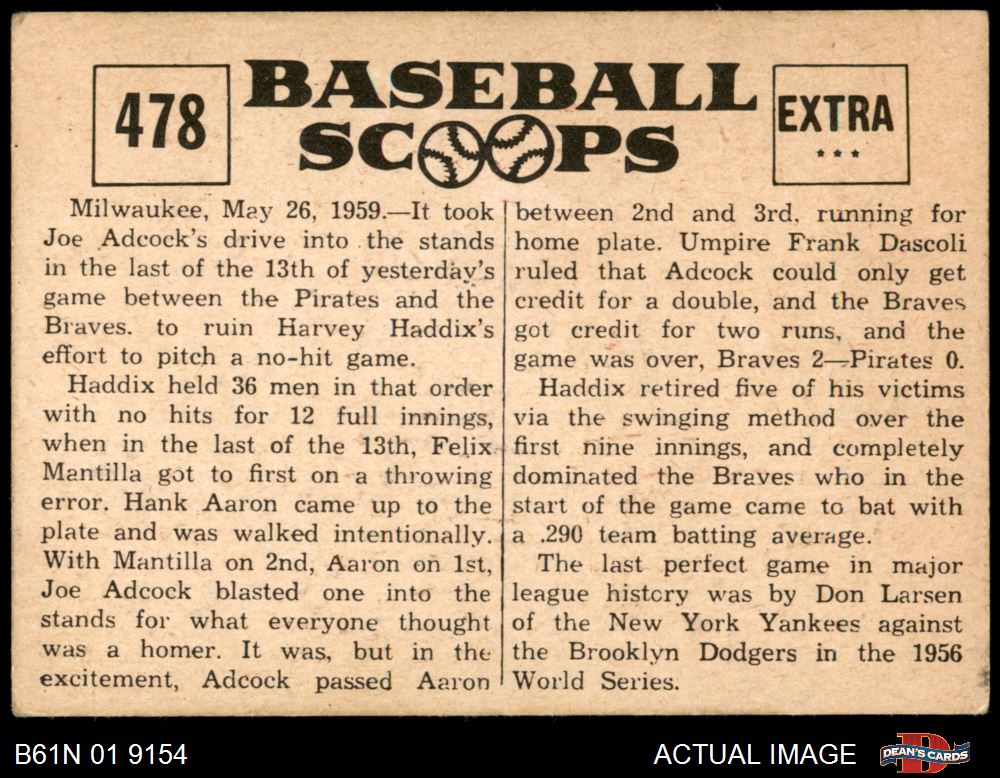 478
BASEBALL
SCOOPS
EXTRA
***
Milwaukee, May 26, 1959.—It took
Joe Adcock's drive into the stands
in the last of the 13th of yesterday's
game between the Pirates and the
Braves. to ruin Harvey Haddix's
effort to pitch a no-hit game.
Haddix held 36 men in that order
with no hits for 12 full innings,
when in the last of the 13th, Felix
Mantilla got to first on a throwing
error. Hank Aaron came up to the
plate and was walked intentionally.
With Mantilla on 2nd, Aaron on 1st,
Joe Adcock blasted one into the
stands for what everyone thought
was a homer. It was, but in the
excitement, Adcock passed Aaron
between 2nd and 3rd, running for
home plate. Umpire Frank Dascoli
ruled that Adcock could only get
credit for a double, and the Braves
got credit for two runs, and the
game was over, Braves 2—Pirates 0.
Haddix retired five of his victims
via the swinging method over the
first nine innings, and completely
dominated the Braves who in the
start of the game came to bat with
a .290 team batting average.
The last perfect game in major
league history was by Don Larsen
of the New York Yankees against
the Brooklyn Dodgers in the 1956
World Series.
B61N 01 9154
ACTUAL IMAGE
D
DEAN'S CARDS